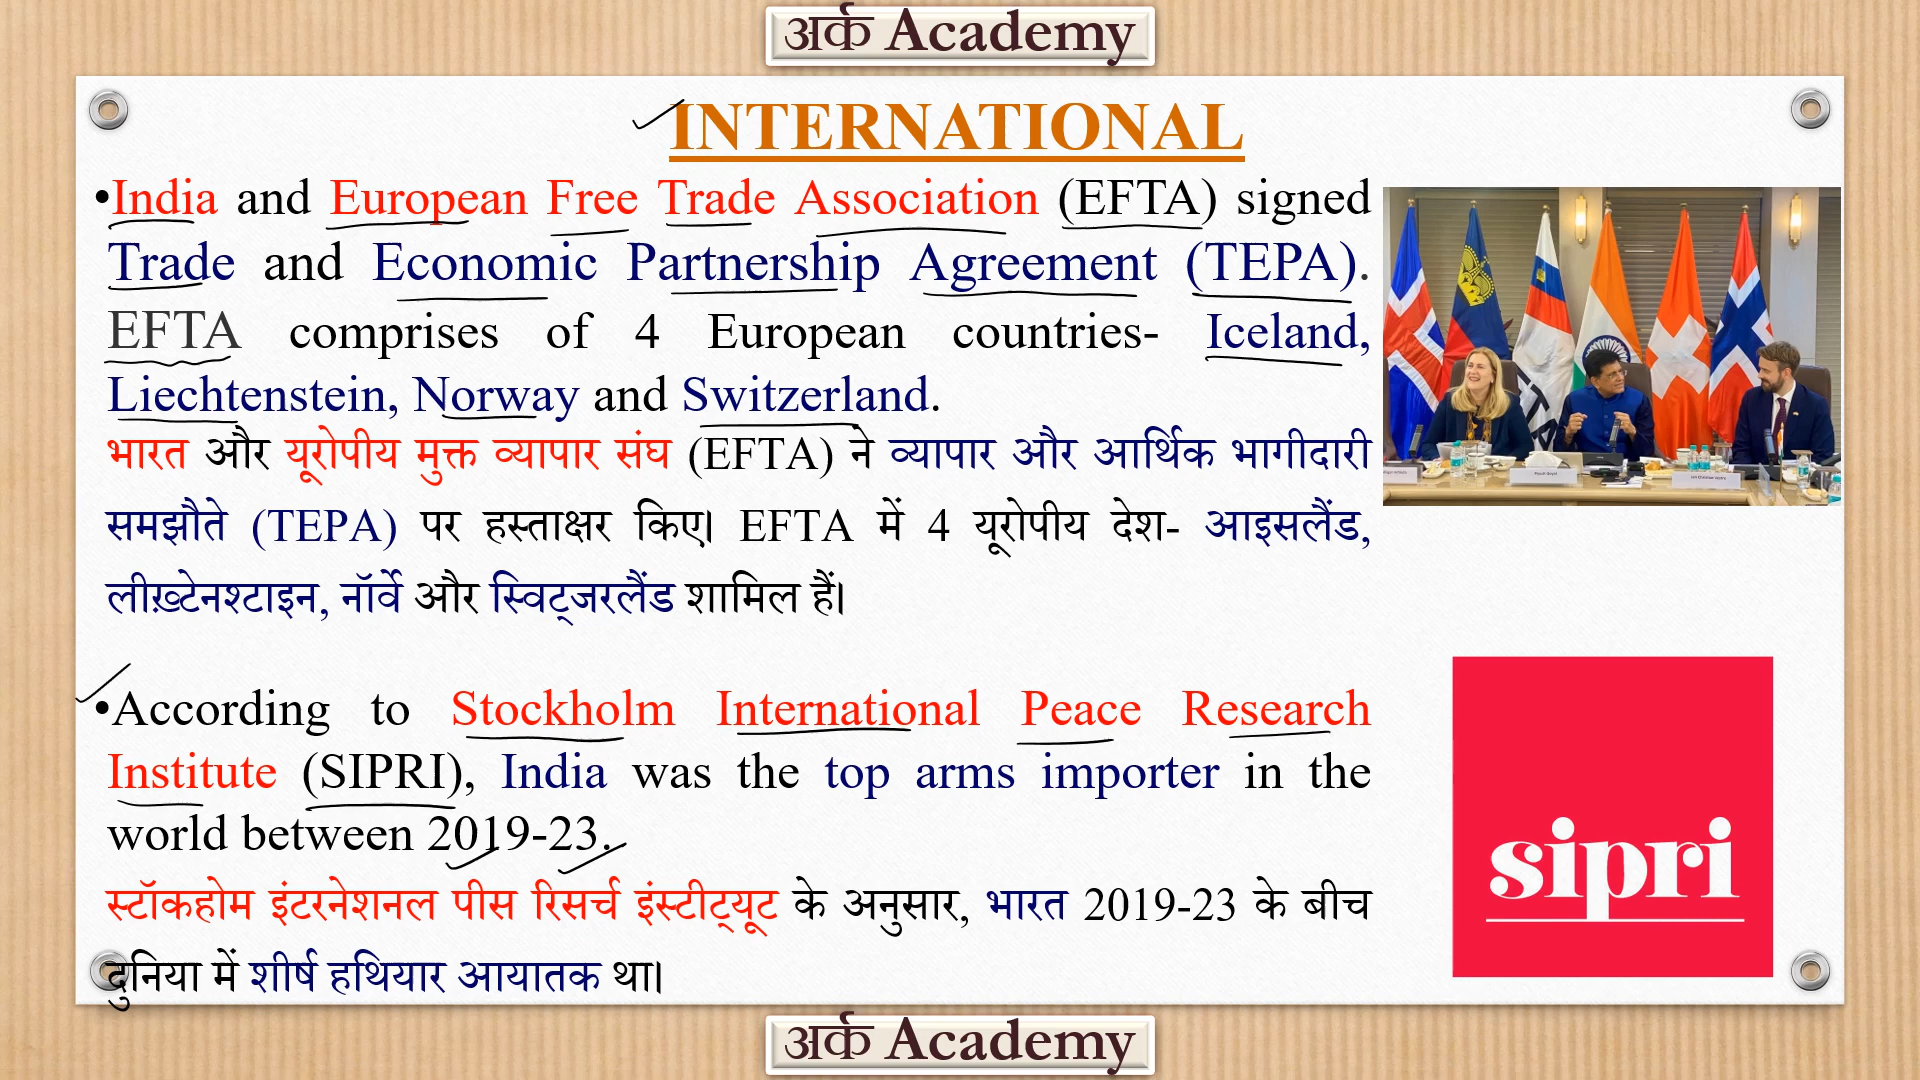 अर्क Academy
INTERNATIONAL
•India and European Free Trade Association (EFTA) signed
Trade and Economic Partnership Agreement (TEPA).
EFTA comprises of 4 European countries- Iceland,
Liechtenstein, Norway and Switzerland.
भारत और यूरोपीय मुक्त व्यापार संघ (EFTA) ने व्यापार और आर्थिक भागीदारी
समझौते (TEPA) पर हस्ताक्षर किए। EFTA में 4 यूरोपीय देश- आइसलैंड,
लीख़्टेनश्टाइन, नॉर्वे और स्विट्जरलैंड शामिल हैं।
•According to Stockholm International Peace Research
Institute (SIPRI), India was the top arms importer in the
world between 2019-23.
स्टॉकहोम इंटरनेशनल पीस रिसर्च इंस्टीट्यूट के अनुसार, भारत 2019-23 के बीच
दुनिया में शीर्ष हथियार आयातक था।
sipri
अर्क Academy